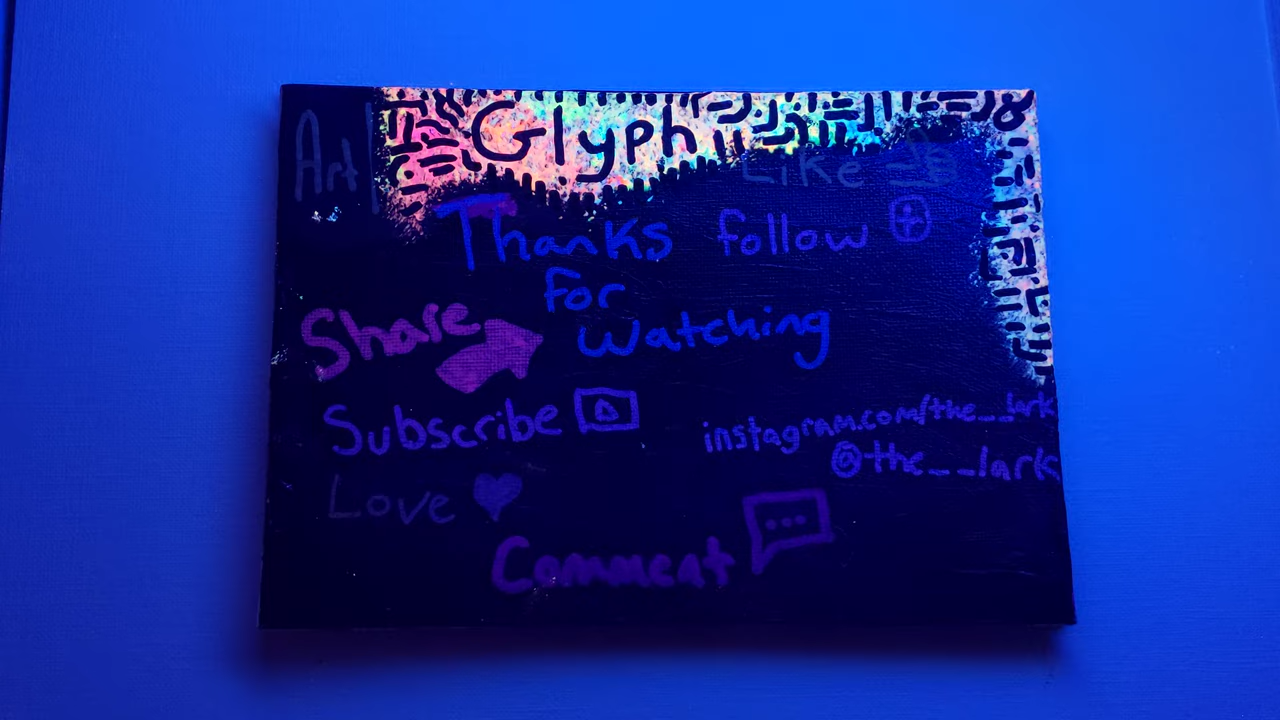 Art
Glyph
Like
Thanks
follow
for
watching
Share
Subscribe
instagram.com/the__lark
@the__lark
Love
Comment